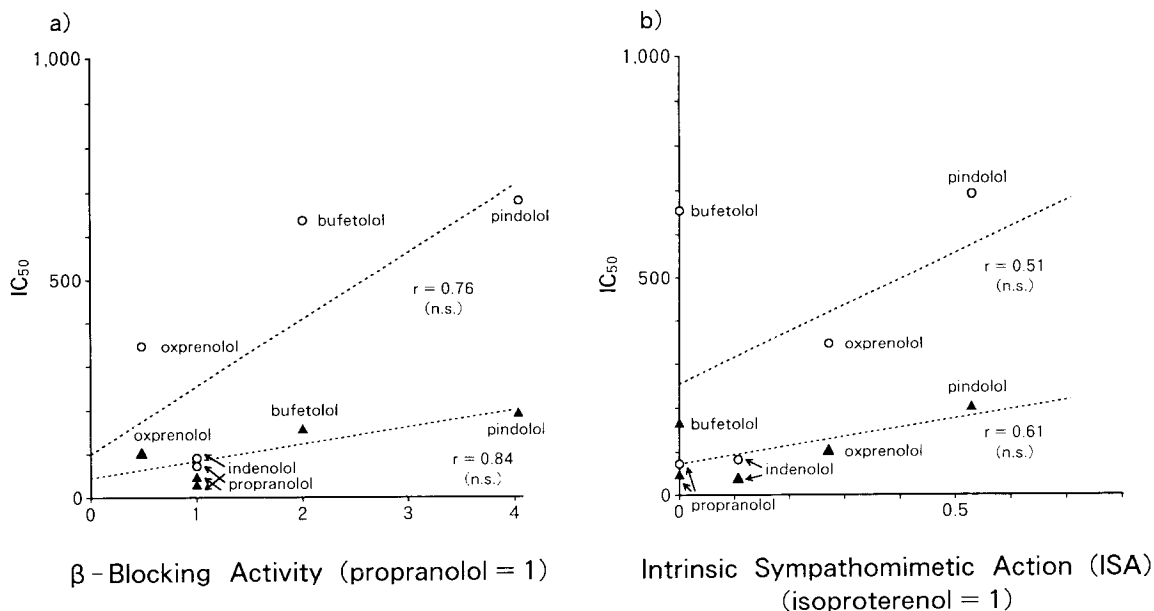 a)
1,000
500
0
IC50
bufetolol
pindolol
r = 0.76
(n.s.)
oxprenolol
bufetolol
oxprenolol
pindolol
indenolol
propranolol
r = 0.84
(n.s.)
0 1 2 3 4
β-Blocking Activity (propranolol = 1)
b)
1,000
500
0
IC50
pindolol
bufetolol
r = 0.51
(n.s.)
oxprenolol
pindolol
bufetolol
r = 0.61
(n.s.)
oxprenolol
indenolol
propranolol
0 0.5
Intrinsic Sympathomimetic Action (ISA)
(isoproterenol = 1)